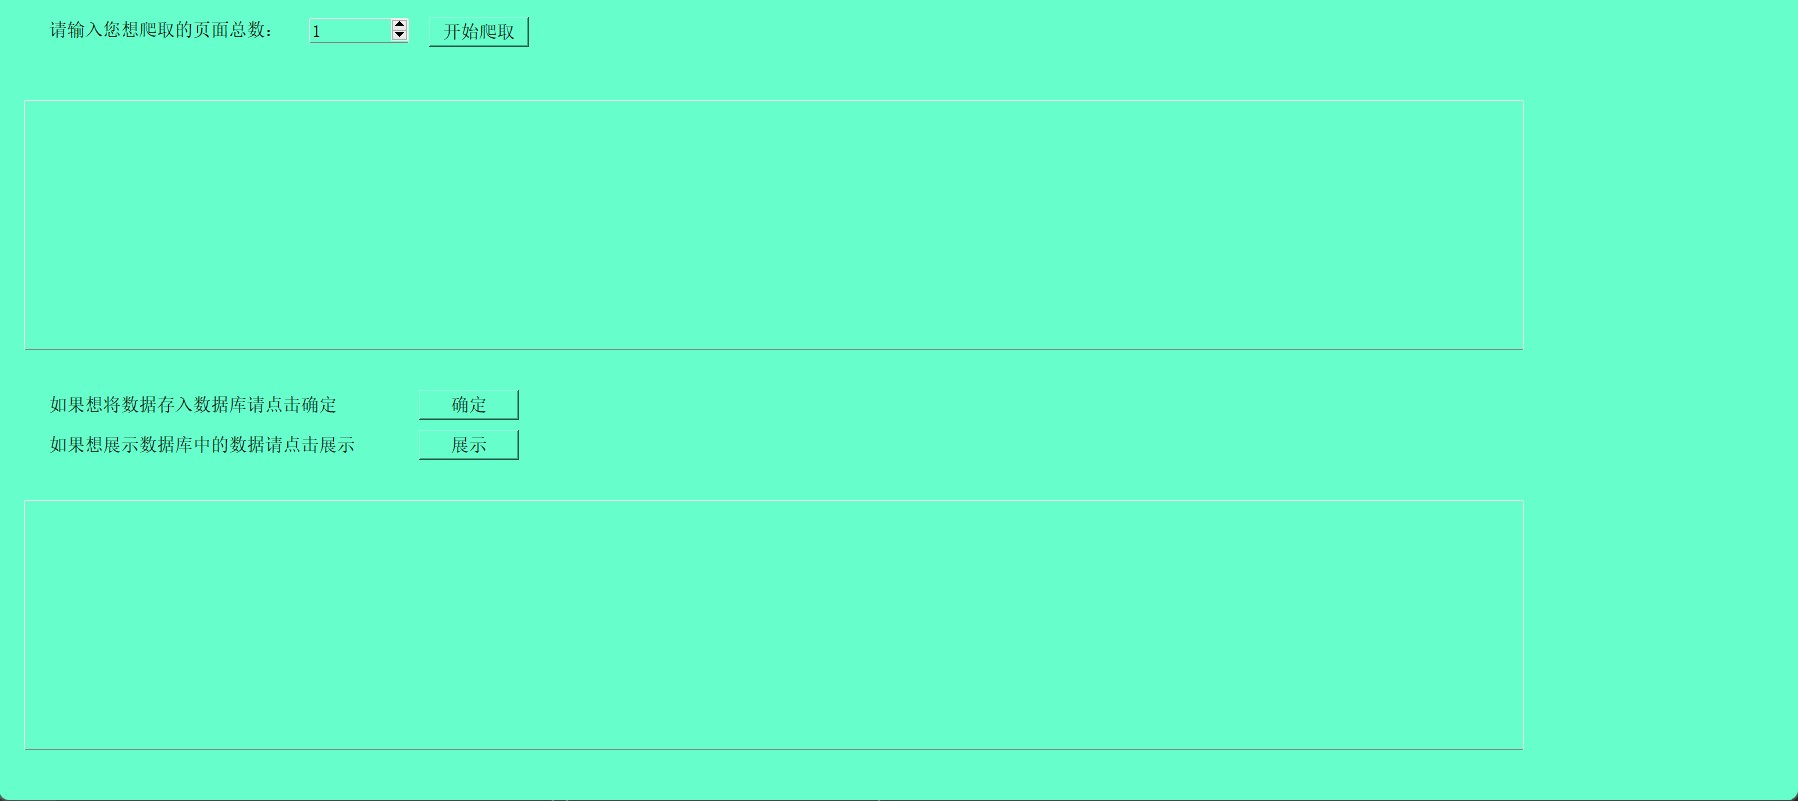 请输入您想爬取的页面总数：
1
开始爬取
如果想将数据存入数据库请点击确定
确定
如果想展示数据库中的数据请点击展示
展示